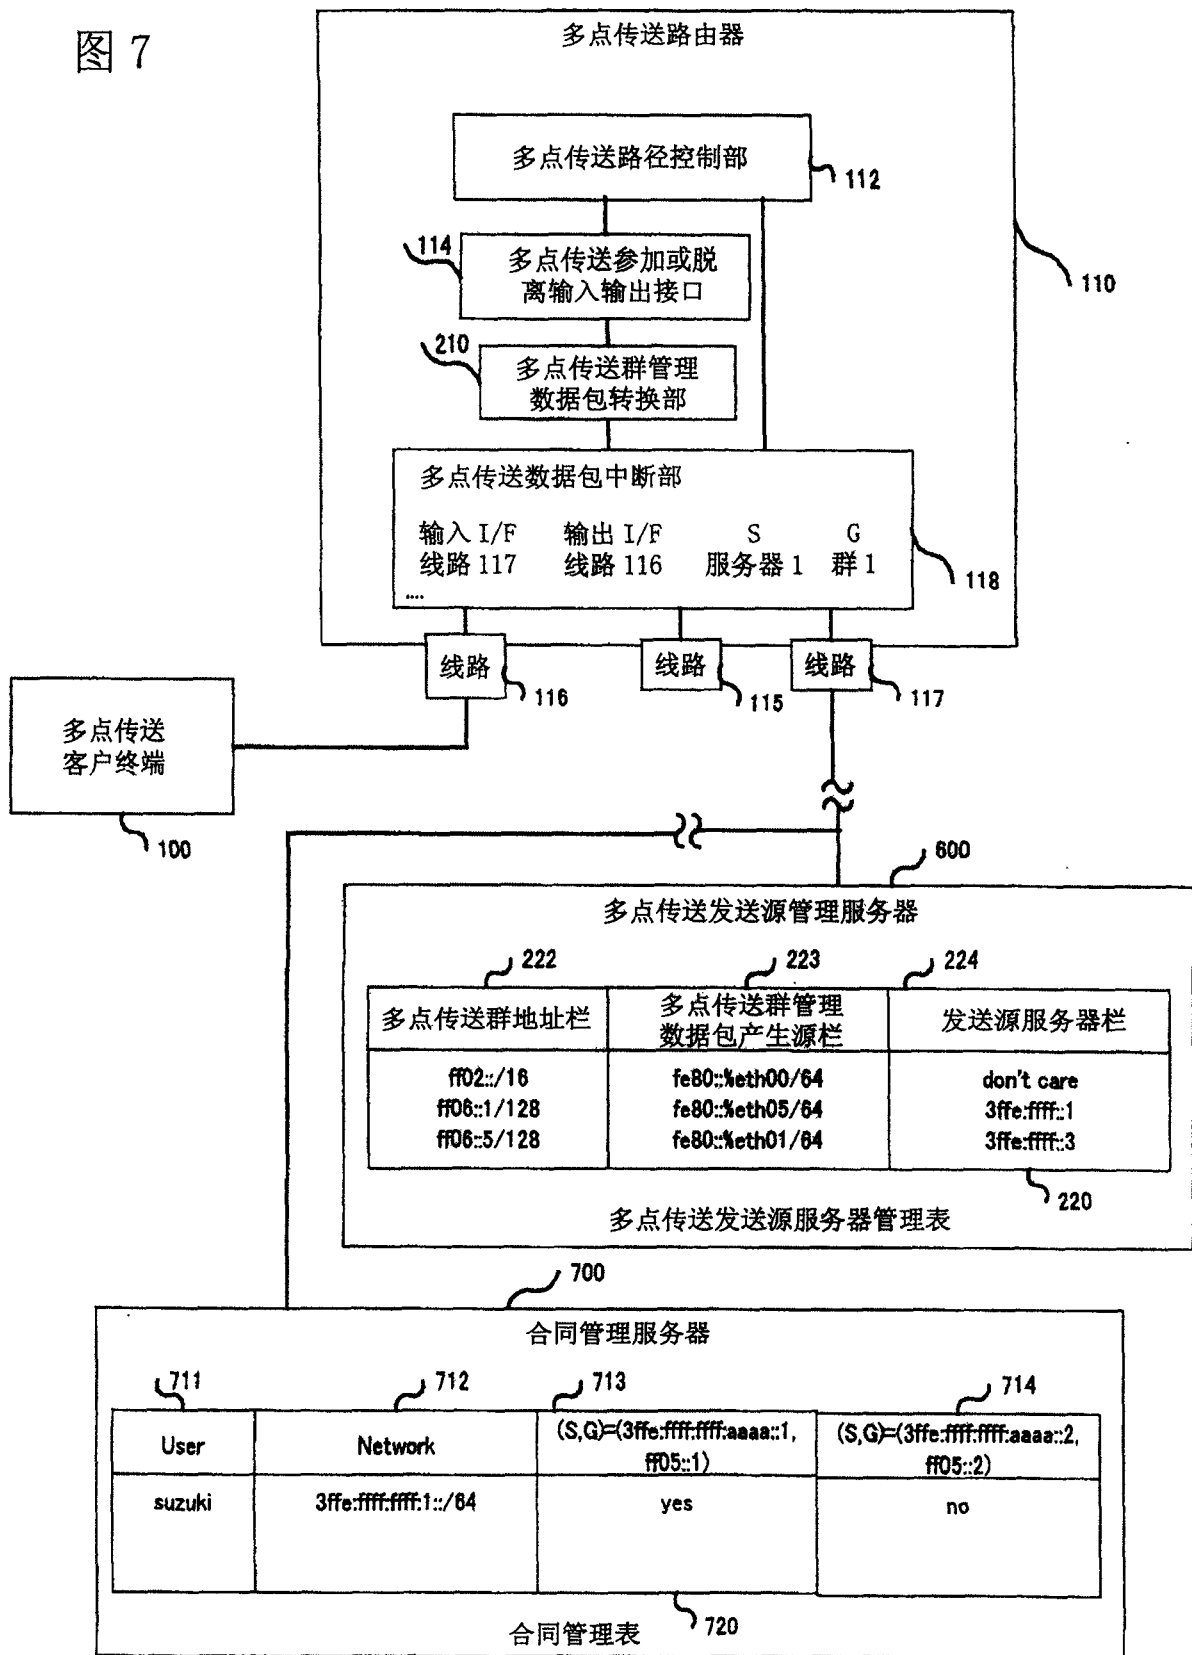 图 7
多点传送路由器
多点传送路径控制部
112
114
多点传送参加或脱
离输入输出接口
110
210
多点传送群管理
数据包转换部
多点传送数据包中断部
输入 I/F 输出 I/F S G
线路 117 线路 116 服务器 1 群 1
....
118
线路 线路 线路
116 115 117
多点传送
客户终端
100
600
多点传送发送源管理服务器
222 223 224
多点传送群地址栏
多点传送群管理
数据包产生源栏
发送源服务器栏
ff02::/16 fe80::%eth00/64 don't care
ff06::1/128 fe80::%eth05/64 3ffe:ffff::1
ff06::5/128 fe80::%eth01/64 3ffe:ffff::3
220
多点传送发送源服务器管理表
700
合同管理服务器
711 712 713 714
User
Network
(S,G)=(3ffe:ffff:ffff:aaaa::1,
ff05::1)
(S,G)=(3ffe:ffff:ffff:aaaa::2,
ff05::2)
suzuki 3ffe:ffff:ffff:1::/64 yes no
720
合同管理表